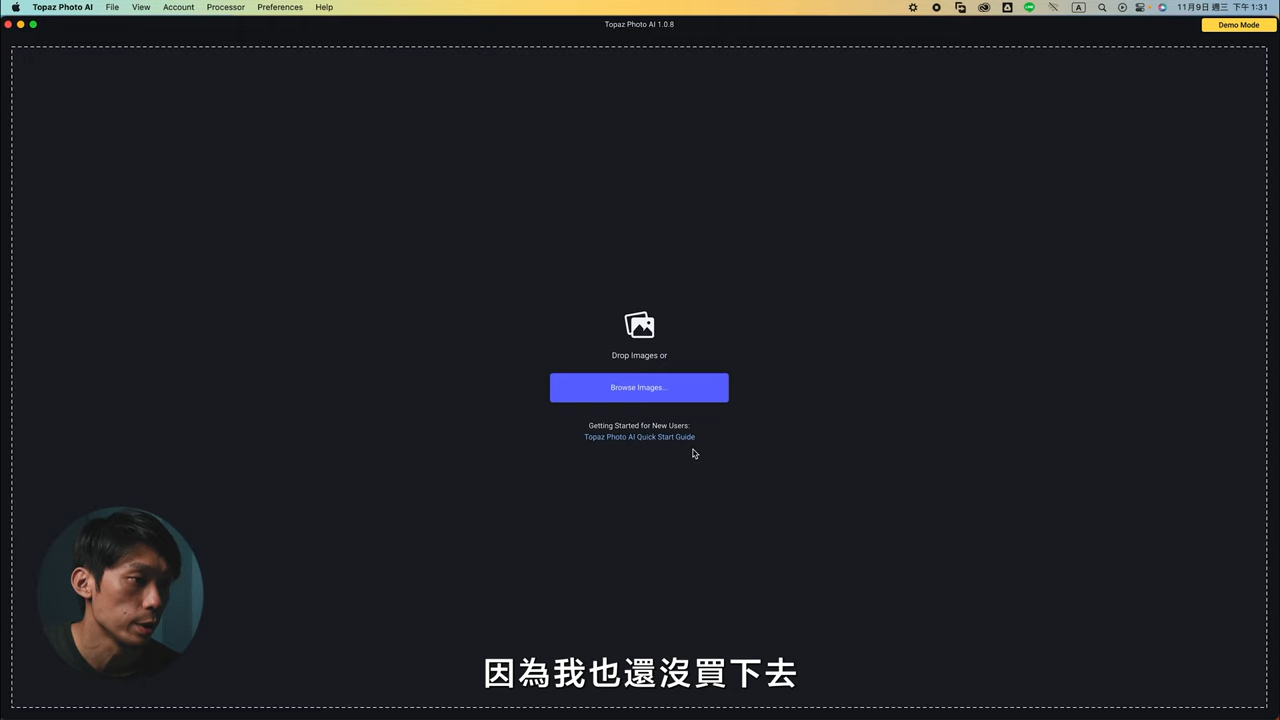 Topaz Photo AI File View Account Processor Preferences Help A 11月9日 週三 下午 1:31
Topaz Photo AI 1.0.8
Demo Mode
Drop Images or
Browse Images...
Getting Started for New Users:
Topaz Photo AI Quick Start Guide
因為我也還沒買下去